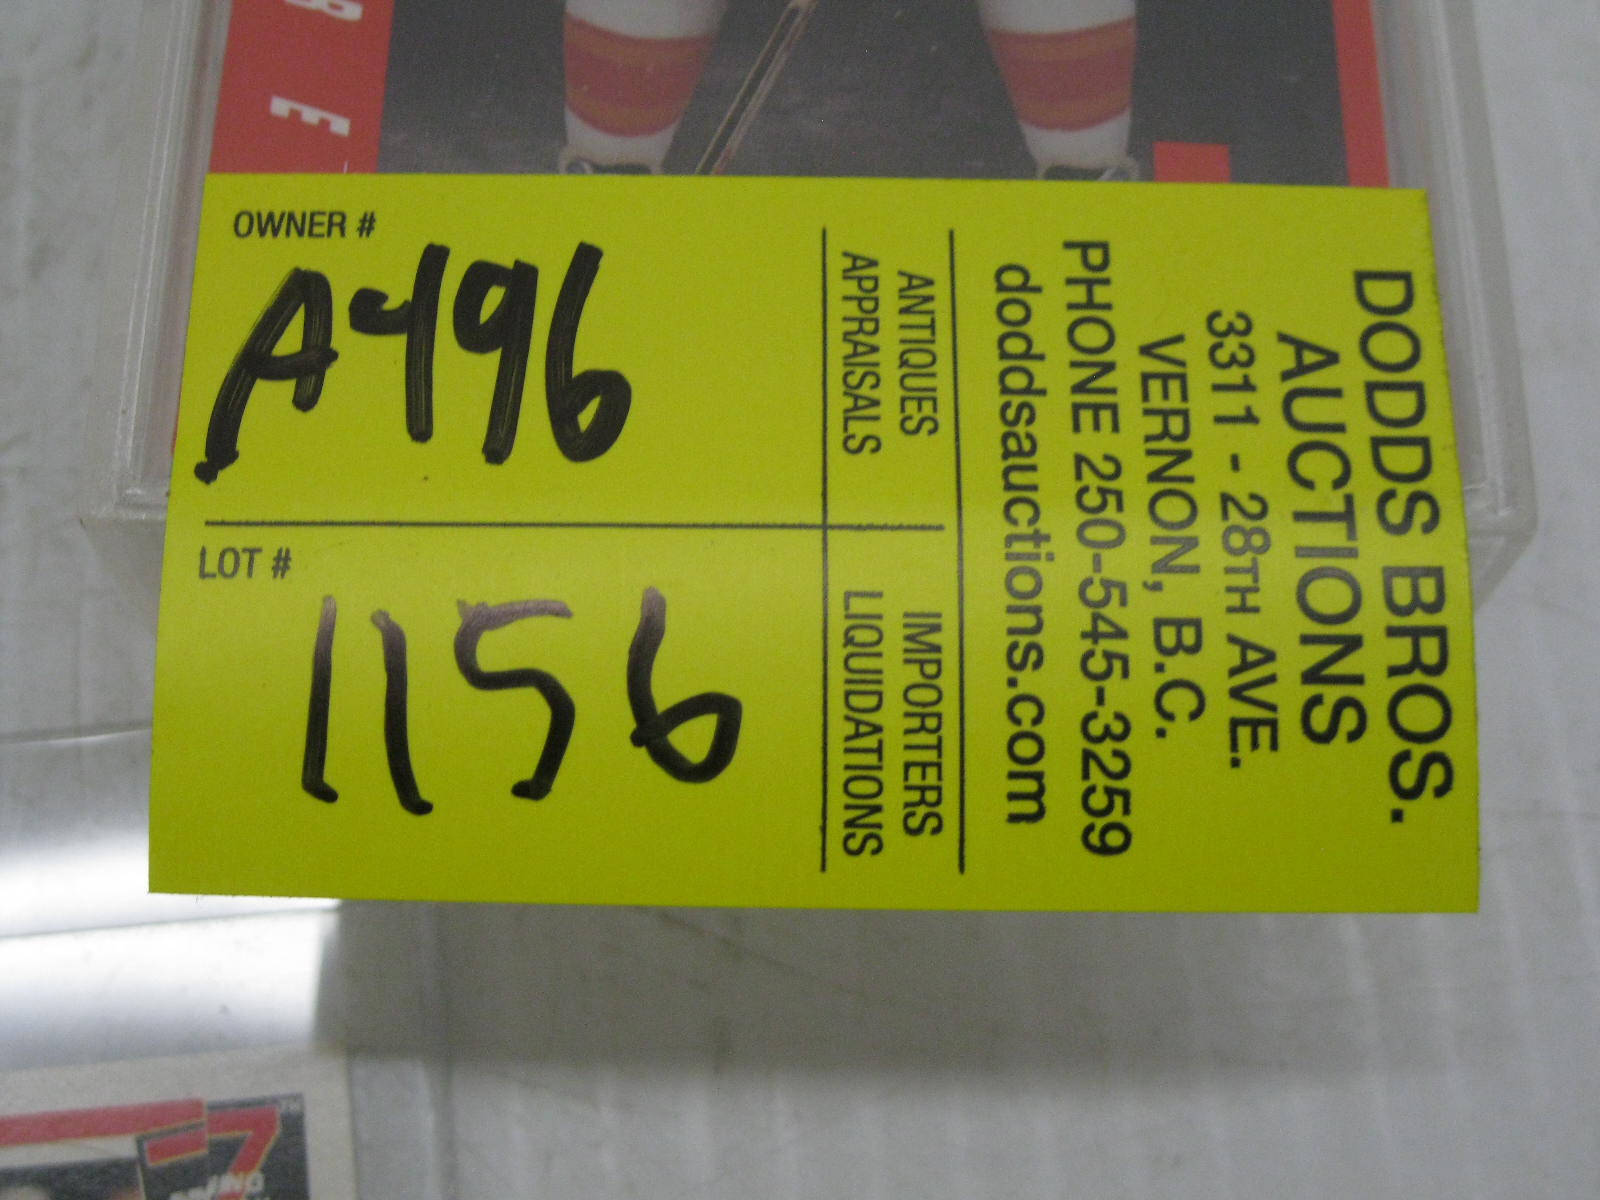 DODDS BROS.
AUCTIONS
3311 - 28TH AVE.
VERNON, B.C.
PHONE 250-545-3259
doddsauctions.com
ANTIQUES
APPRAISALS
IMPORTERS
LIQUIDATIONS
OWNER #
A496
LOT #
1156
B E
7